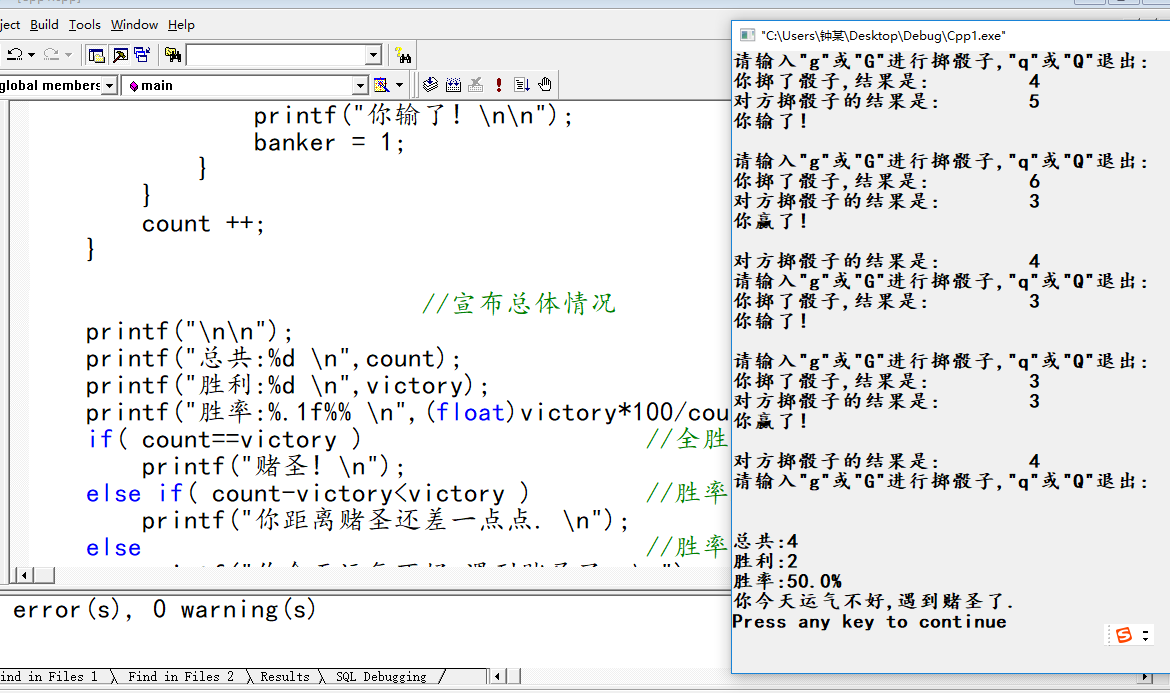 ject Build Tools Window Help
global members
main
printf("你输了! \n\n");
banker = 1;
}
}
count ++;
}
//宣布总体情况
printf("\n\n");
printf("总共:%d \n",count);
printf("胜利:%d \n",victory);
printf("胜率:%.1f%% \n",(float)victory*100/cou
if( count==victory ) //全胜
printf("赌圣! \n");
else if( count-victory<victory ) //胜率
printf("你距离赌圣还差一点点. \n");
else //胜率
error(s), 0 warning(s)
ind in Files 1 Find in Files 2 Results SQL Debugging
"C:\Users\钟某\Desktop\Debug\Cpp1.exe"
请输入"g"或"G"进行掷骰子,"q"或"Q"退出:
你掷了骰子,结果是: 4
对方掷骰子的结果是: 5
你输了!
请输入"g"或"G"进行掷骰子,"q"或"Q"退出:
你掷了骰子,结果是: 6
对方掷骰子的结果是: 3
你赢了!
对方掷骰子的结果是: 4
请输入"g"或"G"进行掷骰子,"q"或"Q"退出:
你掷了骰子,结果是: 3
你输了!
请输入"g"或"G"进行掷骰子,"q"或"Q"退出:
你掷了骰子,结果是: 3
对方掷骰子的结果是: 3
你赢了!
对方掷骰子的结果是: 4
请输入"g"或"G"进行掷骰子,"q"或"Q"退出:
总共:4
胜利:2
胜率:50.0%
你今天运气不好,遇到赌圣了.
Press any key to continue